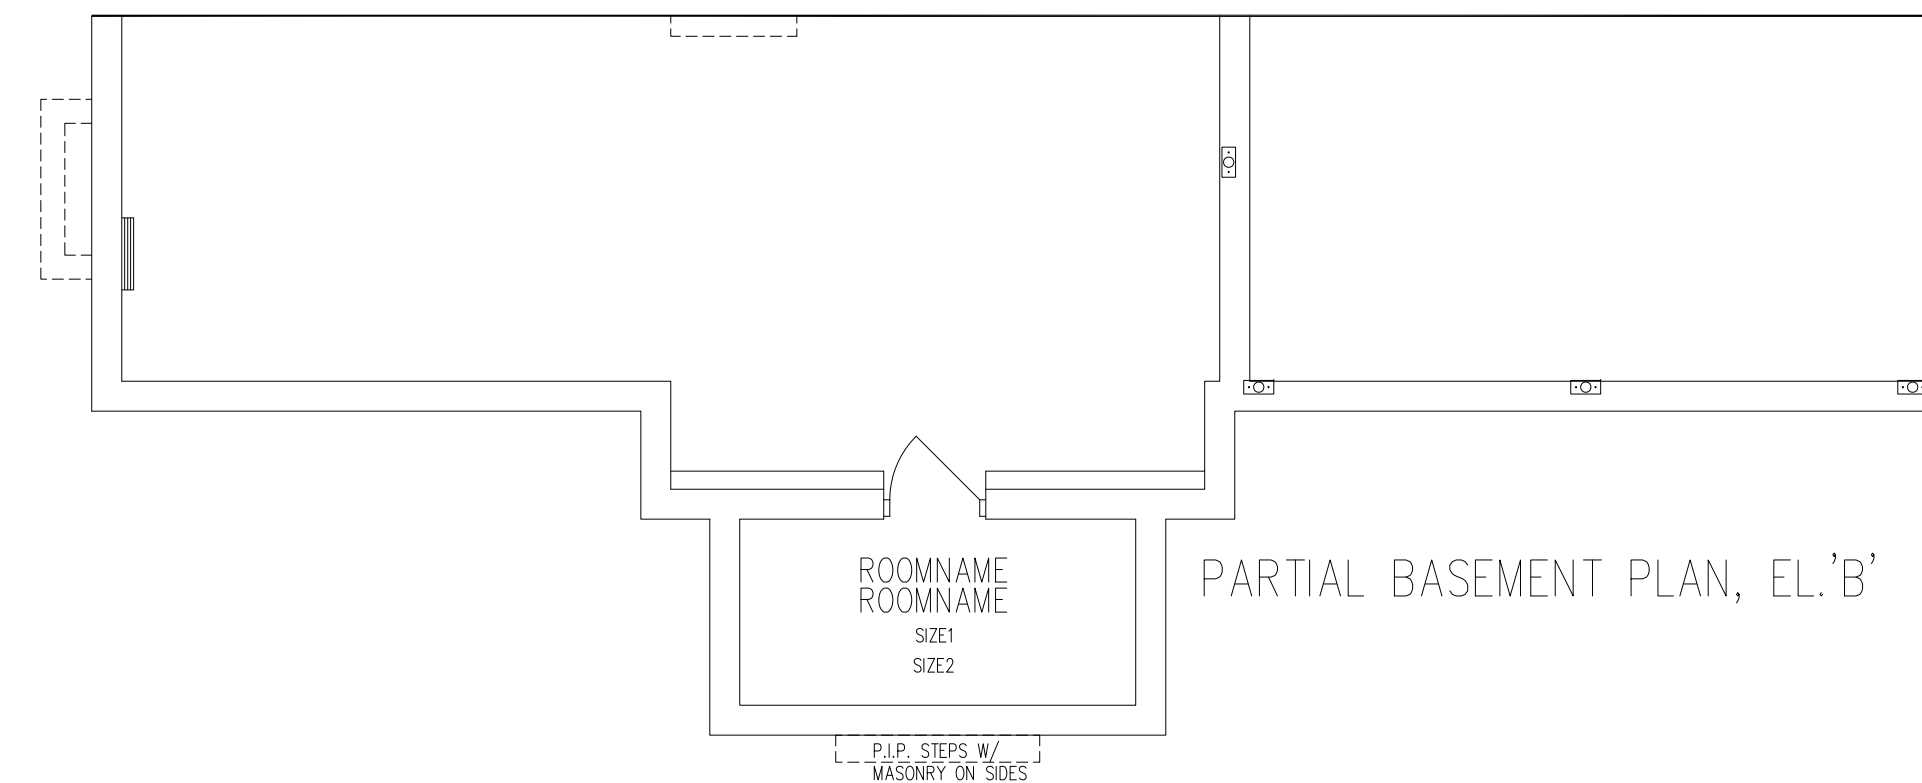 ROOMNAME
ROOMNAME
SIZE1
SIZE2
PARTIAL BASEMENT PLAN, EL.'B'
P.I.P. STEPS W/
MASONRY ON SIDES